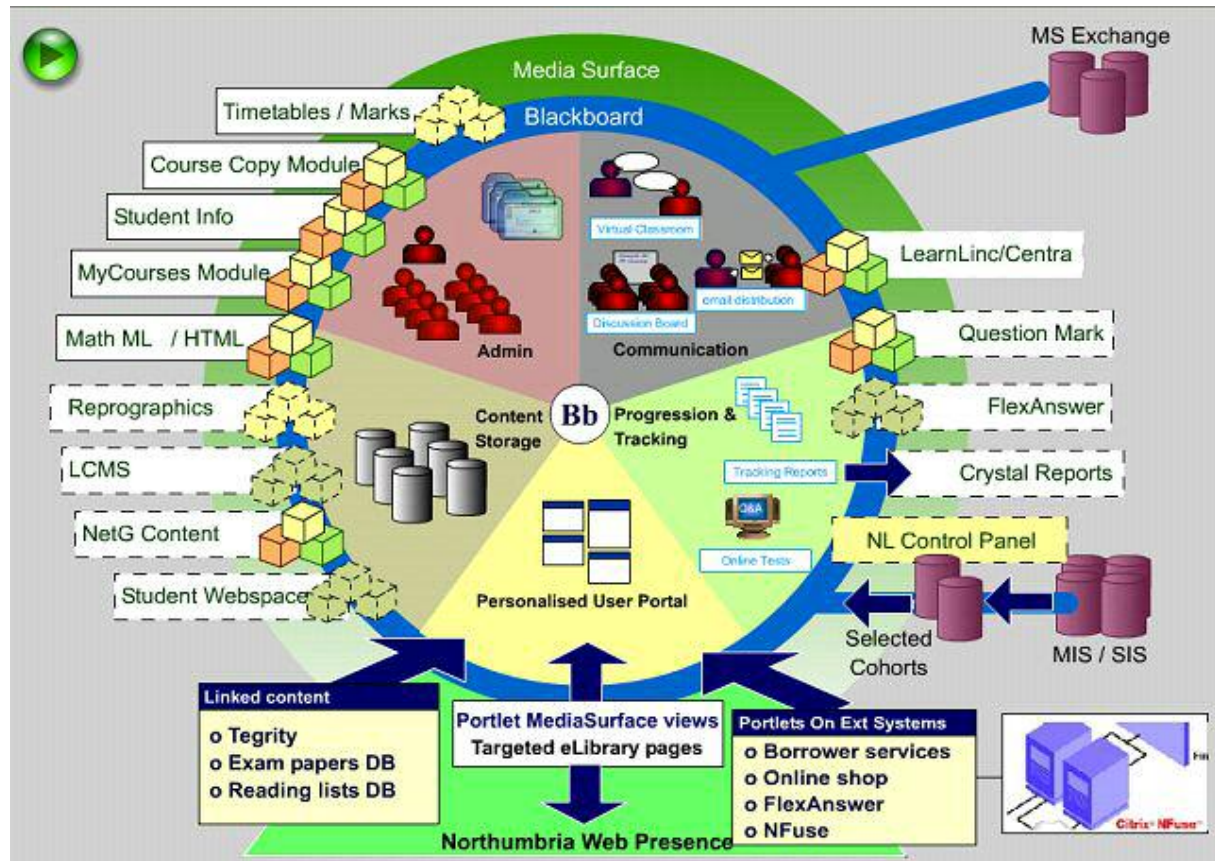 MS Exchange
Media Surface
Blackboard
Timetables / Marks
Course Copy Module
Student Info
MyCourses Module
Math ML / HTML
Reprographics
LCMS
NetG Content
Student Webspace
Virtual Classroom
email distribution
Discussion Board
Admin
Communication
LearnLinc/Centra
Question Mark
FlexAnswer
Crystal Reports
NL Control Panel
Content
Storage
Bb
Progression &
Tracking
Tracking Reports
Q&A
Online Tests
Personalised User Portal
Selected
Cohorts
MIS / SIS
Linked content
o Tegrity
o Exam papers DB
o Reading lists DB
Portlet MediaSurface views
Targeted eLibrary pages
Portlets On Ext Systems
o Borrower services
o Online shop
o FlexAnswer
o NFuse
Citrix NFuse
Northumbria Web Presence